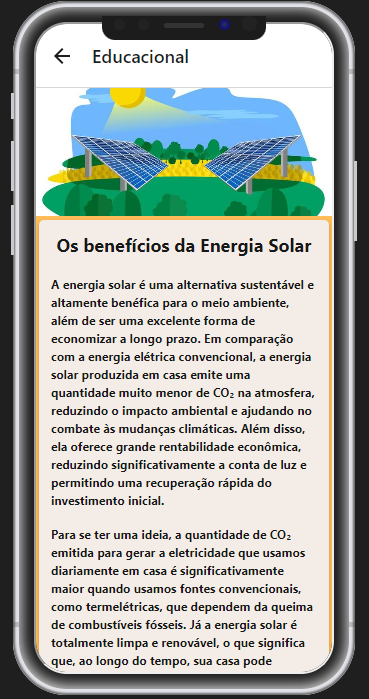 Educacional
Os benefícios da Energia Solar
A energia solar é uma alternativa sustentável e
altamente benéfica para o meio ambiente,
além de ser uma excelente forma de
economizar a longo prazo. Em comparação
com a energia elétrica convencional, a energia
solar produzida em casa emite uma
quantidade muito menor de CO₂ na atmosfera,
reduzindo o impacto ambiental e ajudando no
combate às mudanças climáticas. Além disso,
ela oferece grande rentabilidade econômica,
reduzindo significativamente a conta de luz e
permitindo uma recuperação rápida do
investimento inicial.
Para se ter uma ideia, a quantidade de CO₂
emitida para gerar a eletricidade que usamos
diariamente em casa é significativamente
maior quando usamos fontes convencionais,
como termelétricas, que dependem da queima
de combustíveis fósseis. Já a energia solar é
totalmente limpa e renovável, o que significa
que, ao longo do tempo, sua casa pode